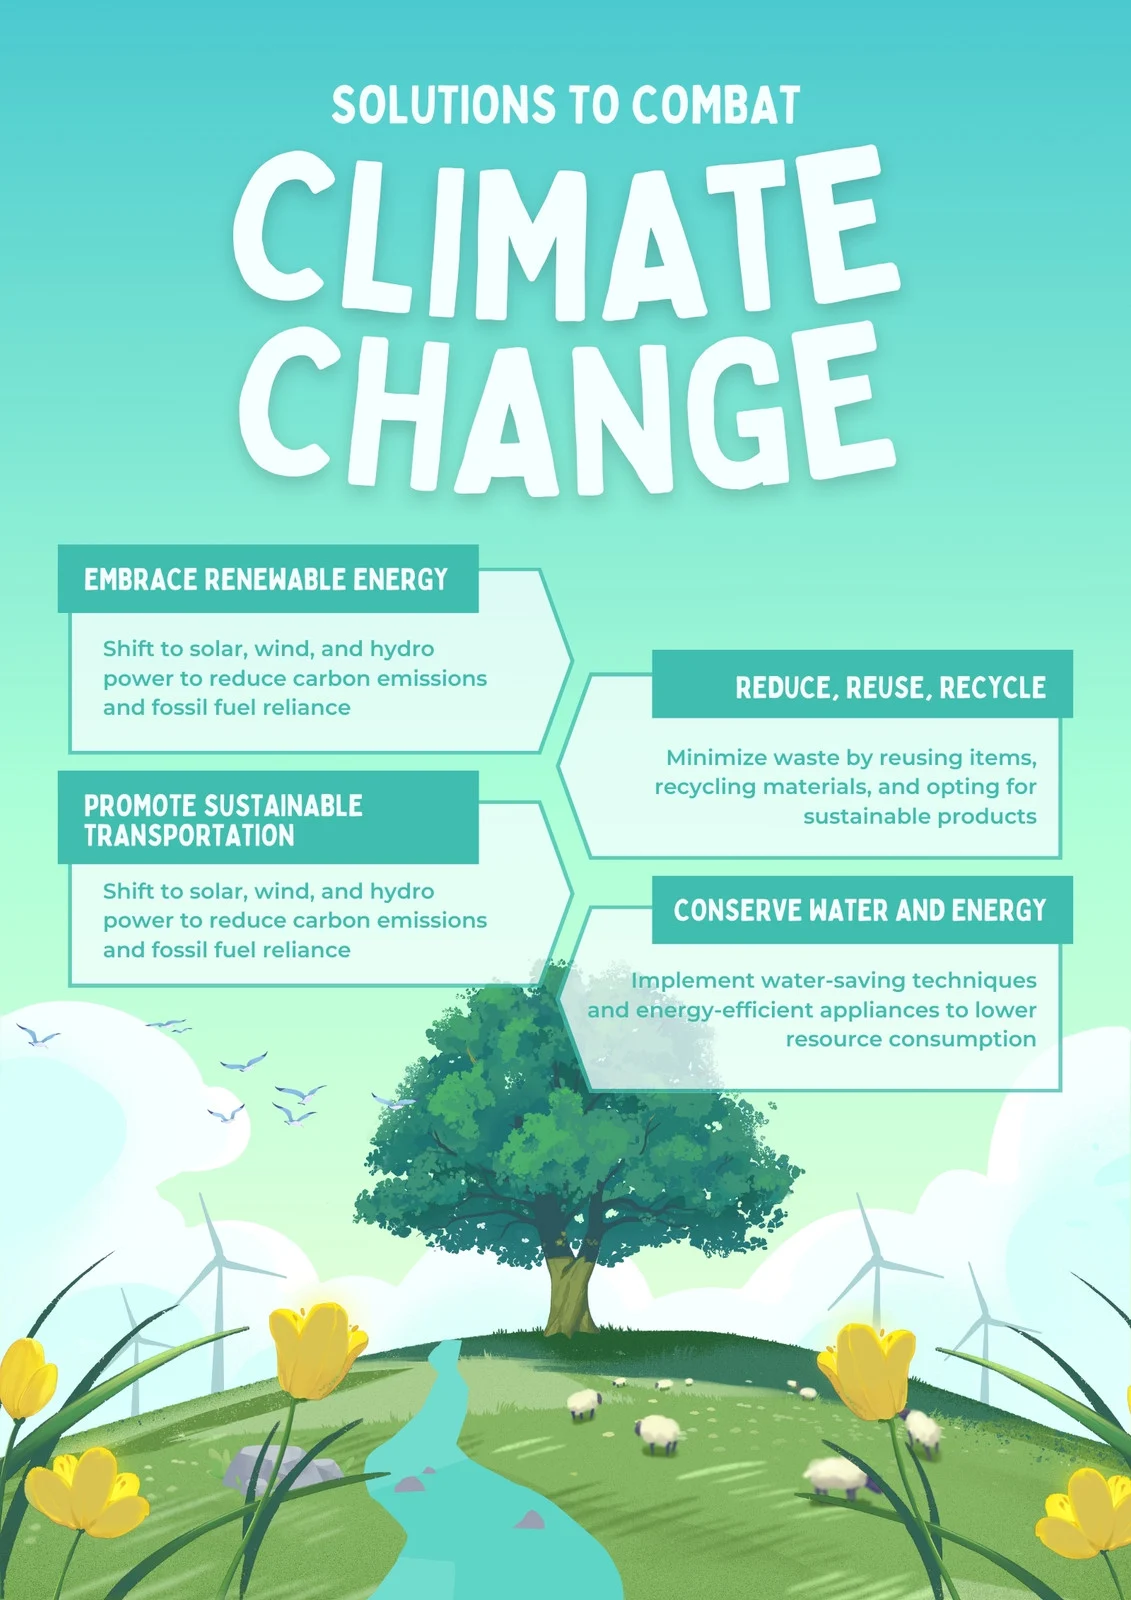 SOLUTIONS TO COMBAT
CLIMATE
CHANGE
EMBRACE RENEWABLE ENERGY
Shift to solar, wind, and hydro
power to reduce carbon emissions
and fossil fuel reliance
REDUCE, REUSE, RECYCLE
Minimize waste by reusing items,
recycling materials, and opting for
sustainable products
PROMOTE SUSTAINABLE
TRANSPORTATION
Shift to solar, wind, and hydro
power to reduce carbon emissions
and fossil fuel reliance
CONSERVE WATER AND ENERGY
Implement water-saving techniques
and energy-efficient appliances to lower
resource consumption